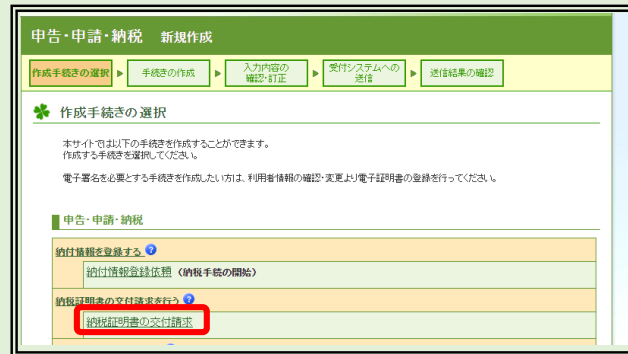 申告・申請・納税 新規作成
作成手続きの選択
手続きの作成
入力内容の
確認・訂正
受付システムへの
送信
送信結果の確認
作成手続きの選択
本サイトでは以下の手続きを作成することができます。
作成する手続きを選択してください。
電子署名を必要とする手続きを作成したい方は、利用者情報の確認・変更より電子証明書の登録を行ってください。
申告・申請・納税
納付情報を登録する
納付情報登録依頼 (納税手続の開始)
納税証明書の交付請求を行う
納税証明書の交付請求